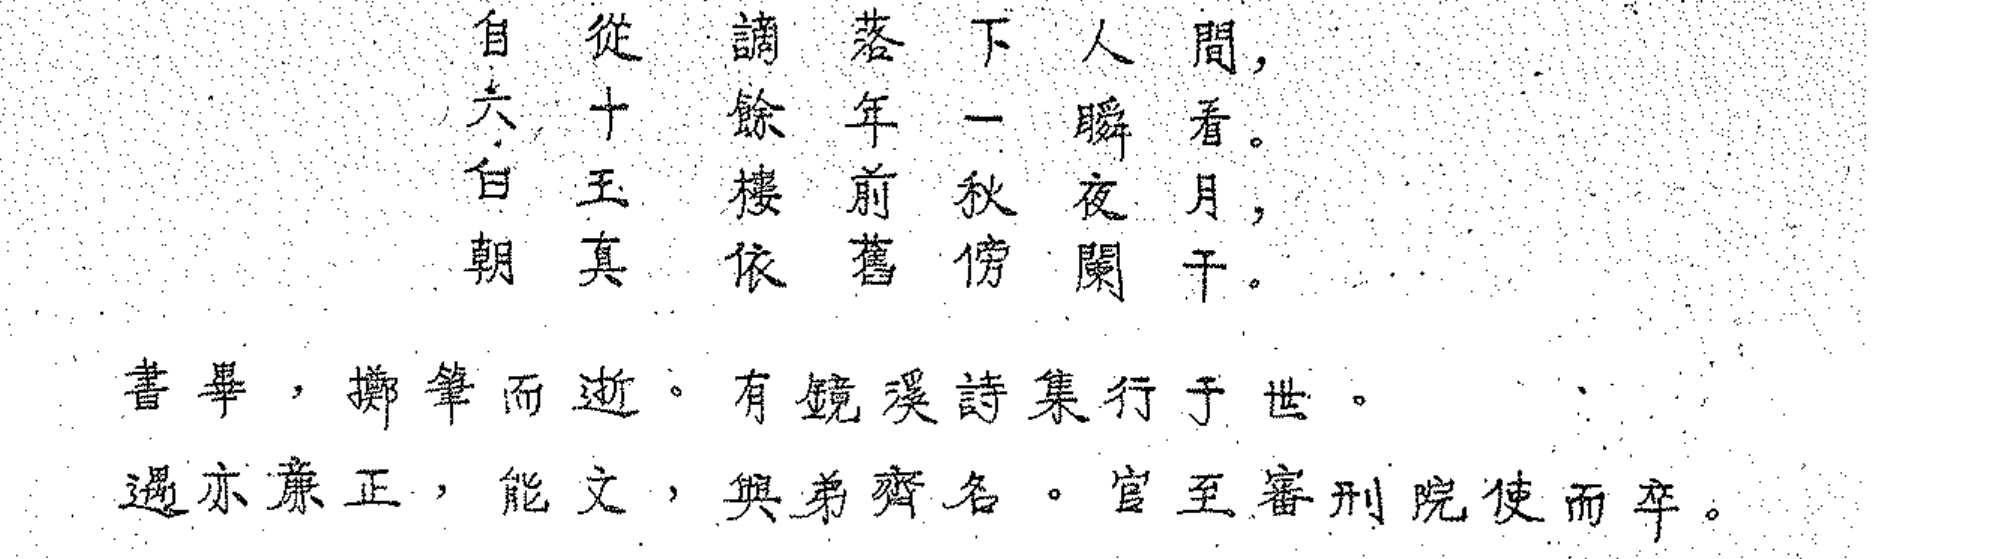 自從謫落下人間，
六十餘年一瞬看。
白玉樓前秋夜月，
朝真依舊傍闌干。
書畢，擲筆而逝。有鏡溪詩集行于世。
遇亦廉正，能文，與弟齊名。官至審刑院使而卒。